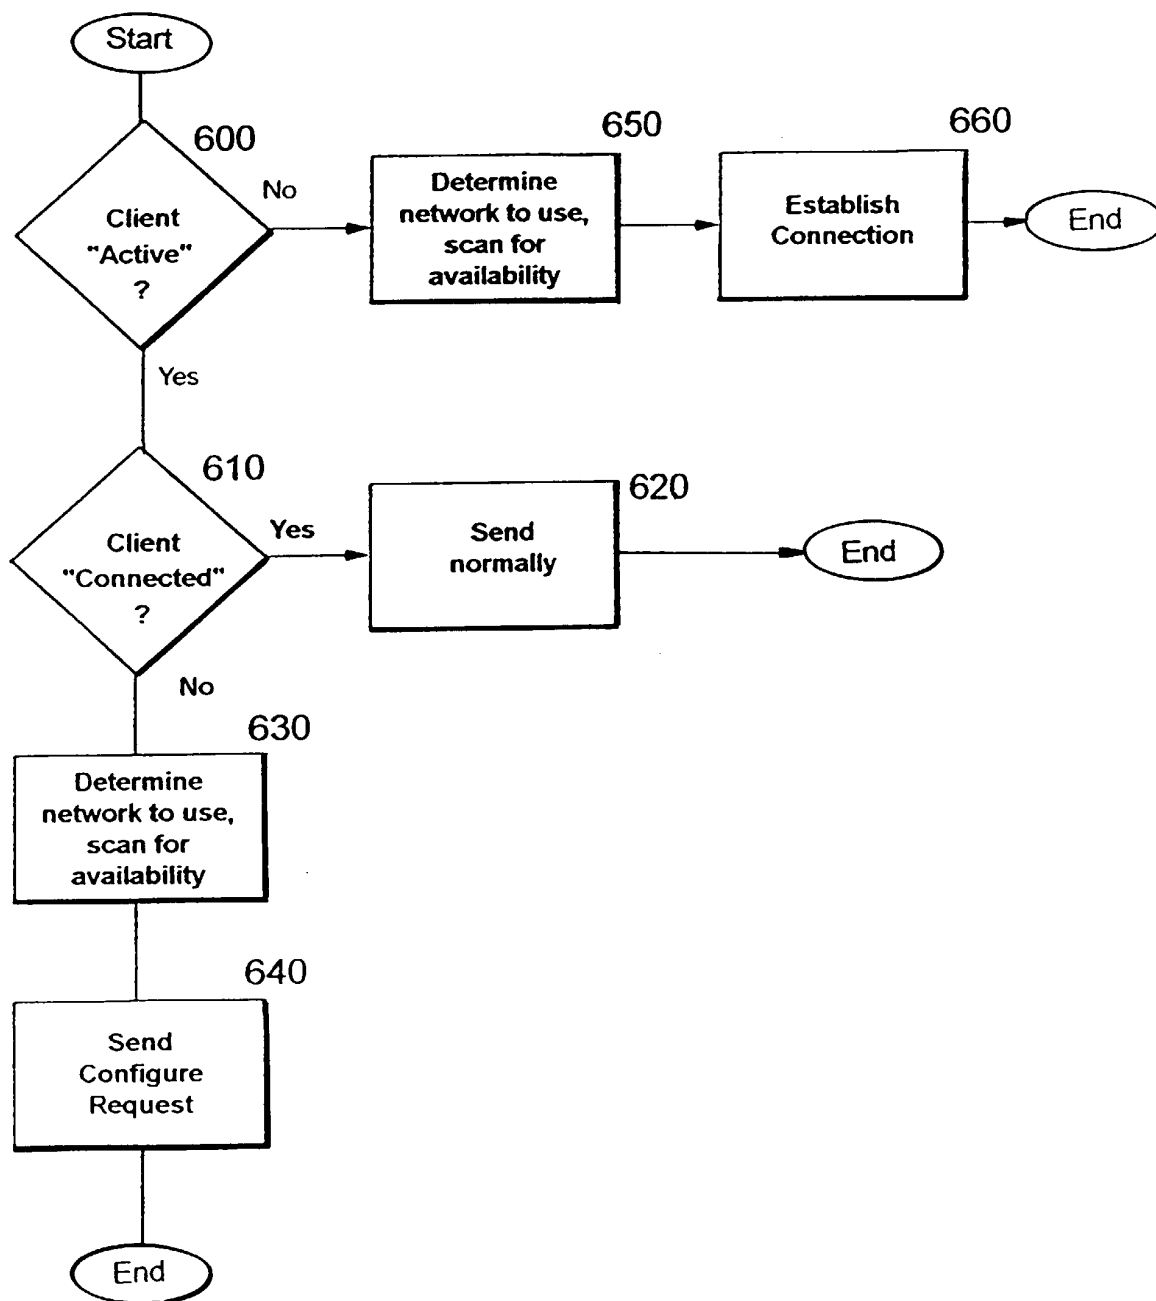 Start
600
650
660
Client
"Active"
?
No
Determine
network to use,
scan for
availability
Establish
Connection
End
Yes
610
620
Client
"Connected"
?
Yes
Send
normally
End
No
630
Determine
network to use,
scan for
availability
640
Send
Configure
Request
End